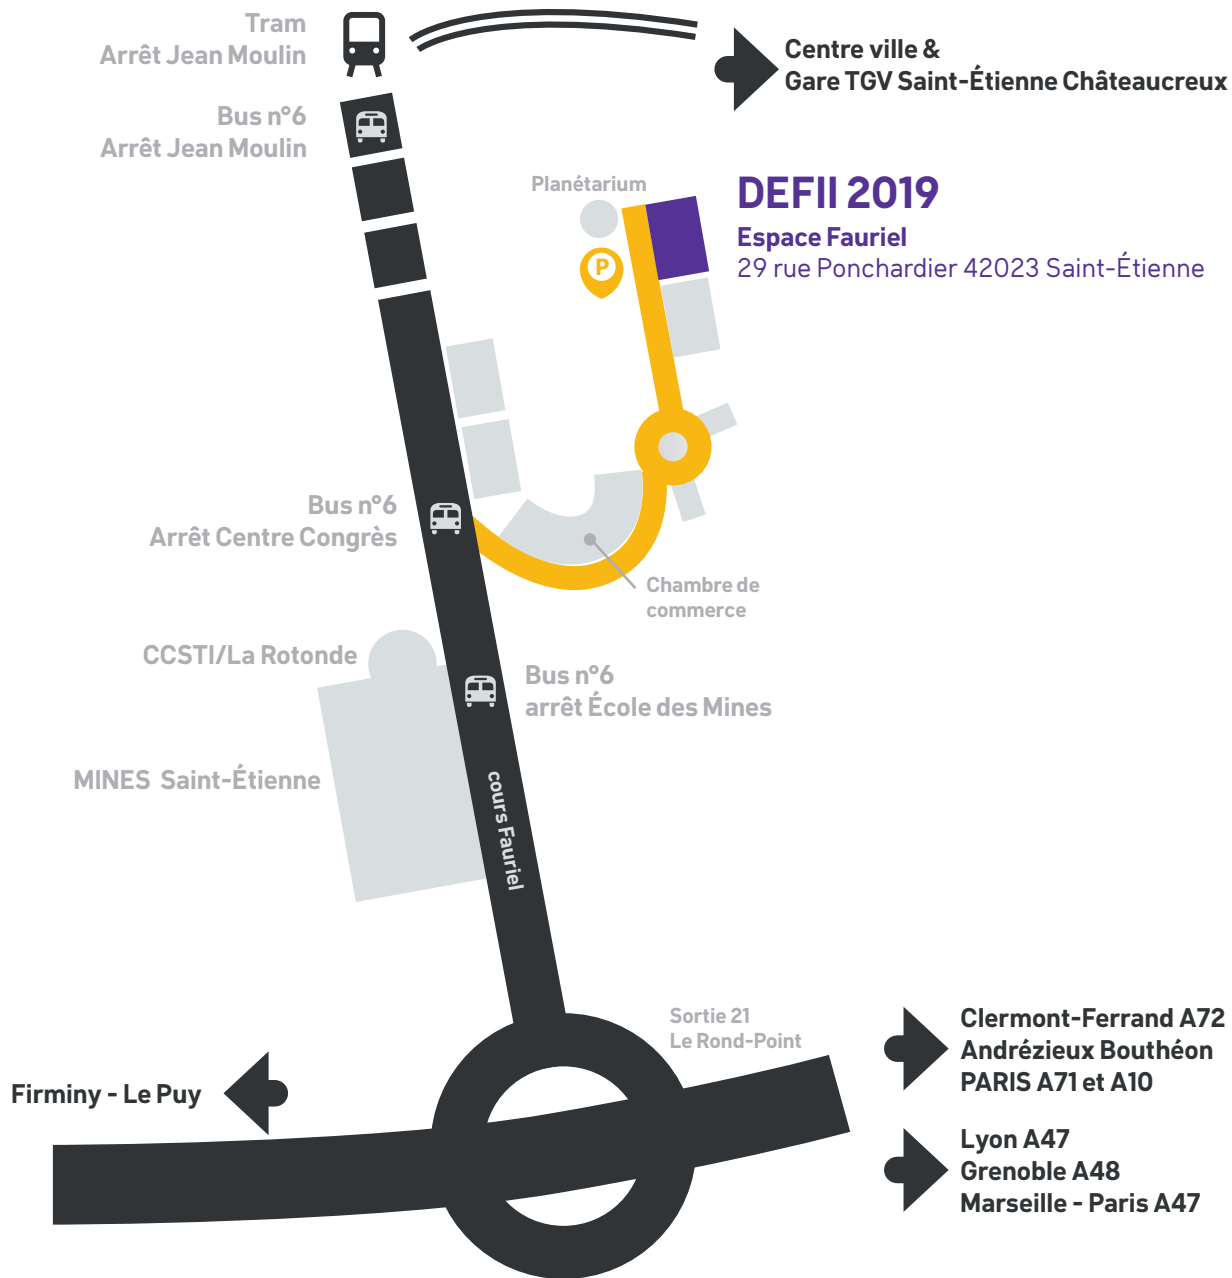 Tram
Arrêt Jean Moulin
Centre ville &
Gare TGV Saint-Étienne Châteaucreux
Bus n°6
Arrêt Jean Moulin
Planétarium
P
DEFII 2019
Espace Fauriel
29 rue Ponchardier 42023 Saint-Étienne
Bus n°6
Arrêt Centre Congrès
Chambre de
commerce
CCSTI/La Rotonde
Bus n°6
arrêt École des Mines
MINES Saint-Étienne
cours Fauriel
Sortie 21
Le Rond-Point
Clermont-Ferrand A72
Andrézieux Bouthéon
PARIS A71 et A10
Firminy - Le Puy
Lyon A47
Grenoble A48
Marseille - Paris A47